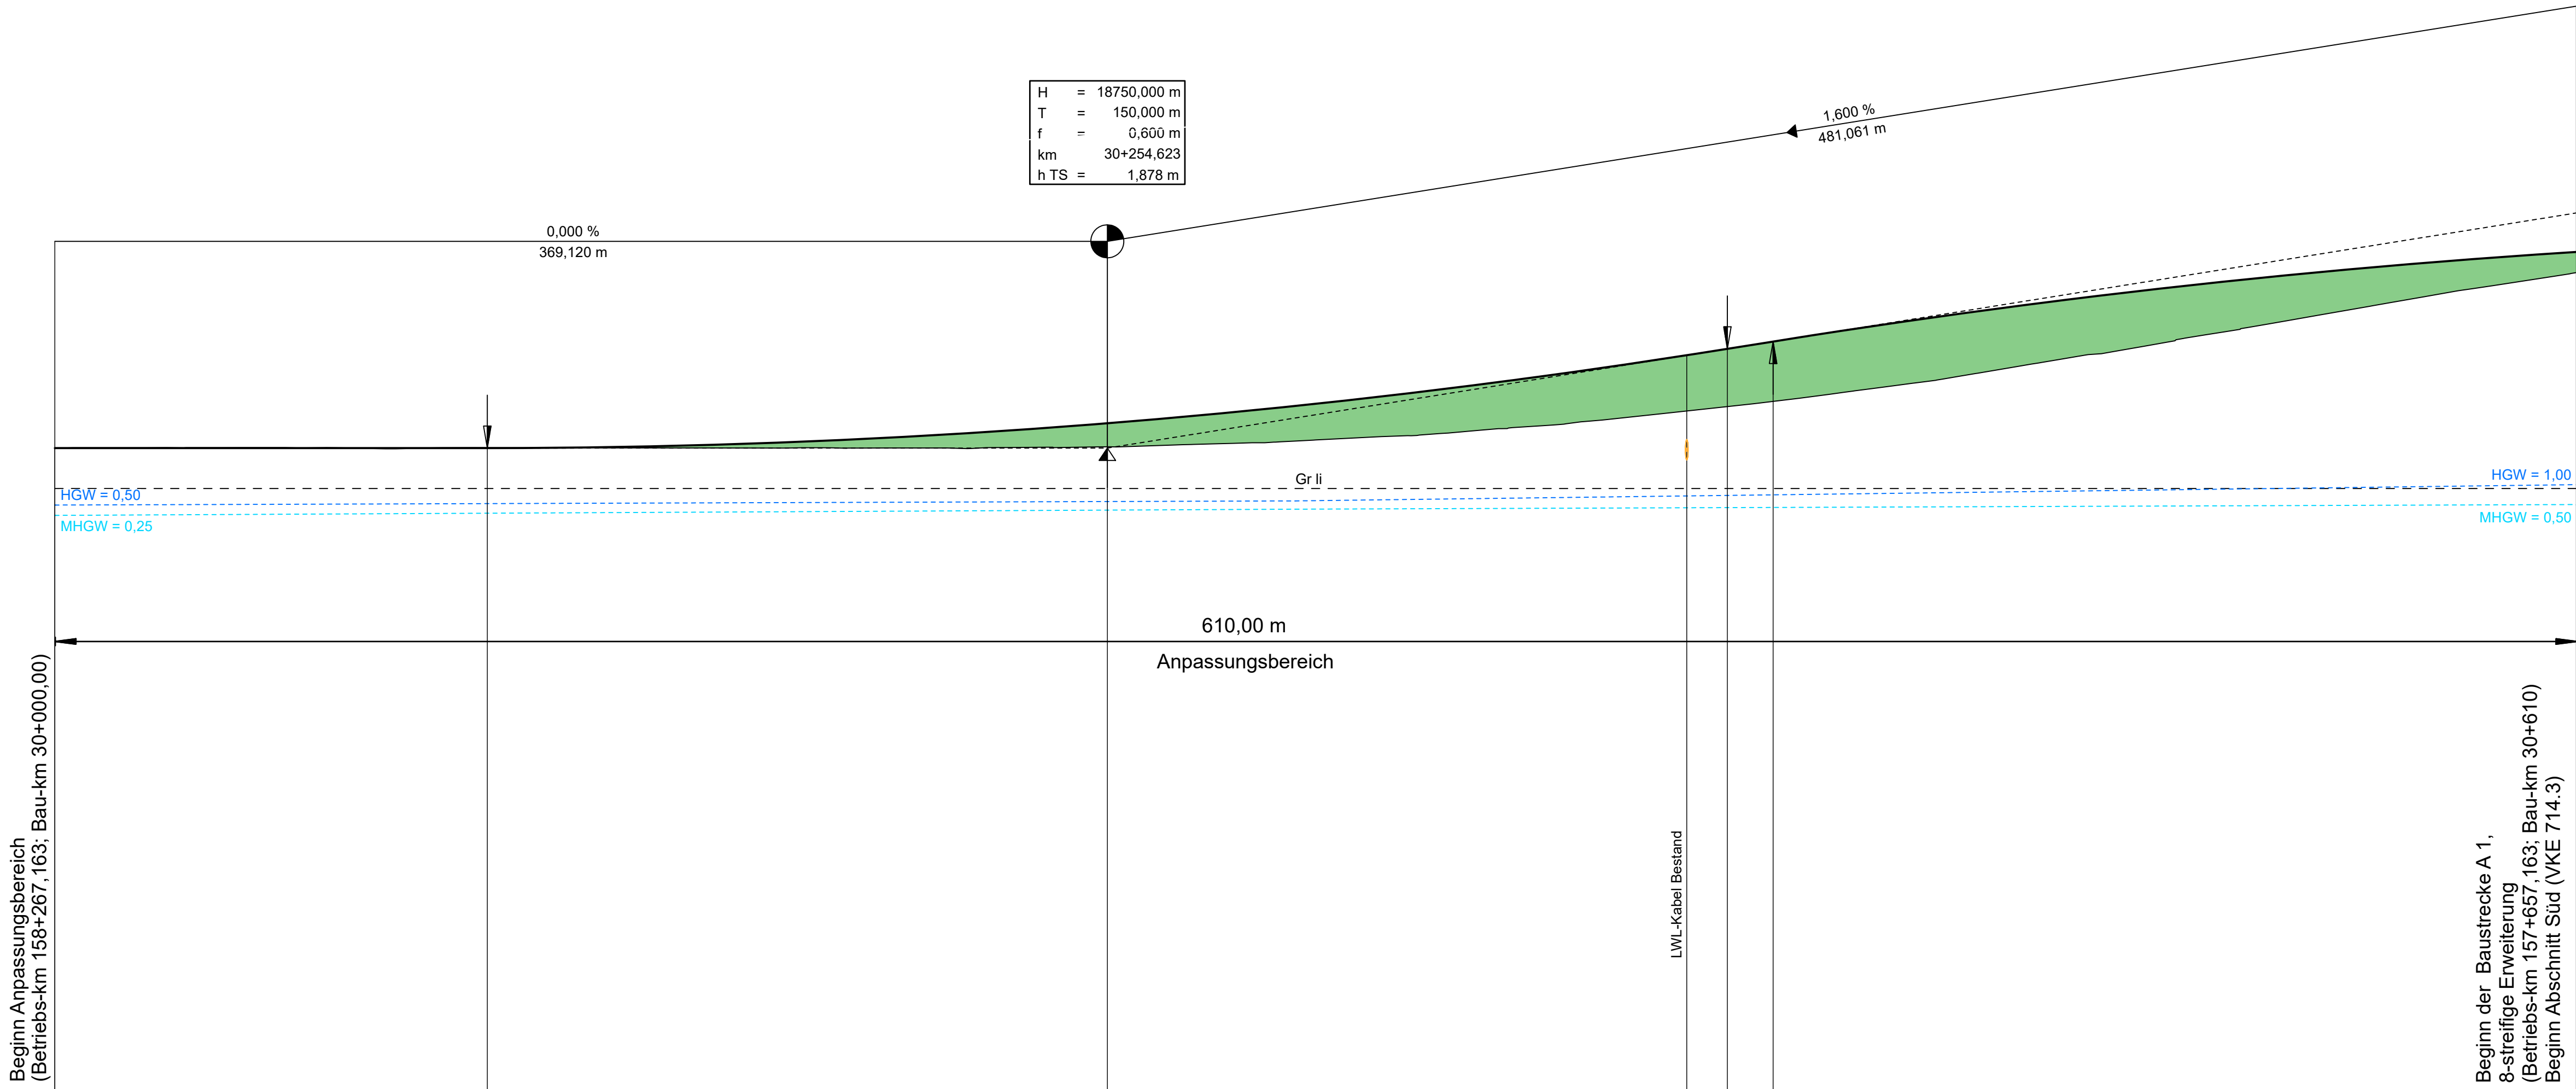 H = 18750,000 m
T = 150,000 m
f = 0,600 m
km 30+254,623
h TS = 1,878 m
1,600 %
481,061 m
0,000 %
369,120 m
Gr li
HGW = 0,50
MHGW = 0,25
HGW = 1,00
MHGW = 0,50
610,00 m
Anpassungsbereich
Beginn Anpassungsbereich
(Betriebs-km 158+267,163; Bau-km 30+000,00)
LWL-Kabel Bestand
Beginn der Baustrecke A 1,
8-streifige Erweiterung
(Betriebs-km 157+657,163; Bau-km 30+610)
Beginn Abschnitt Süd (VKE 714.3)